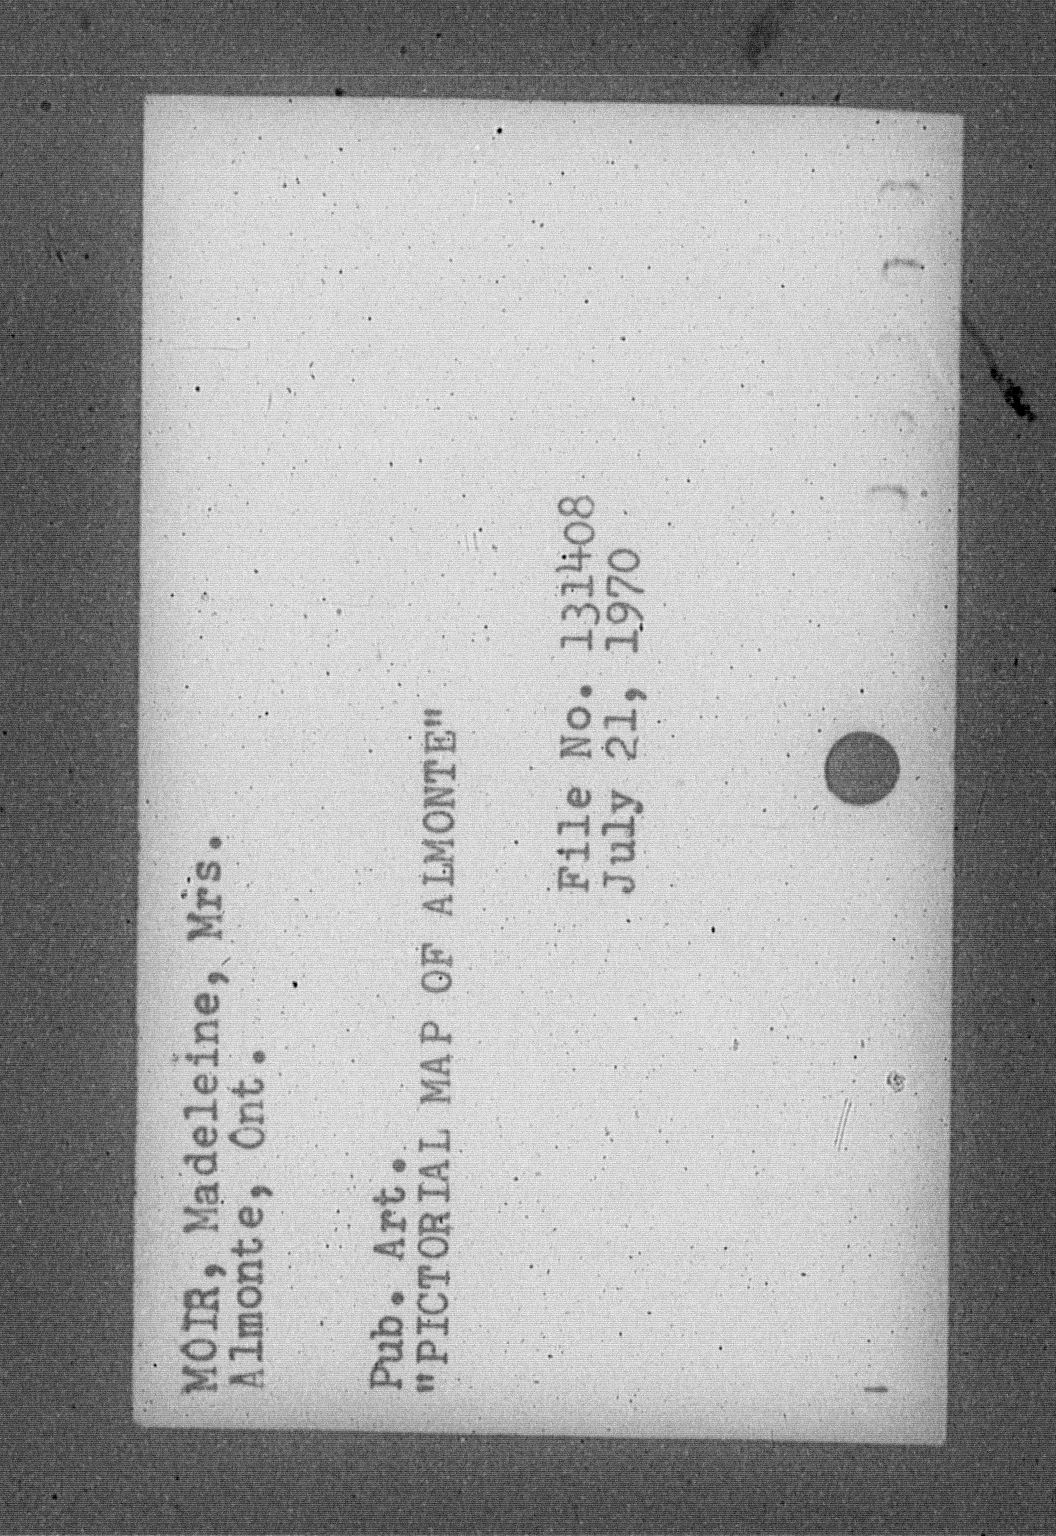 MOIR, Madeleine, Mrs.
Almonte, Ont.
Pub. Art.
"PICTORIAL MAP OF ALMONTE"
File No. 131408
July 21, 1970